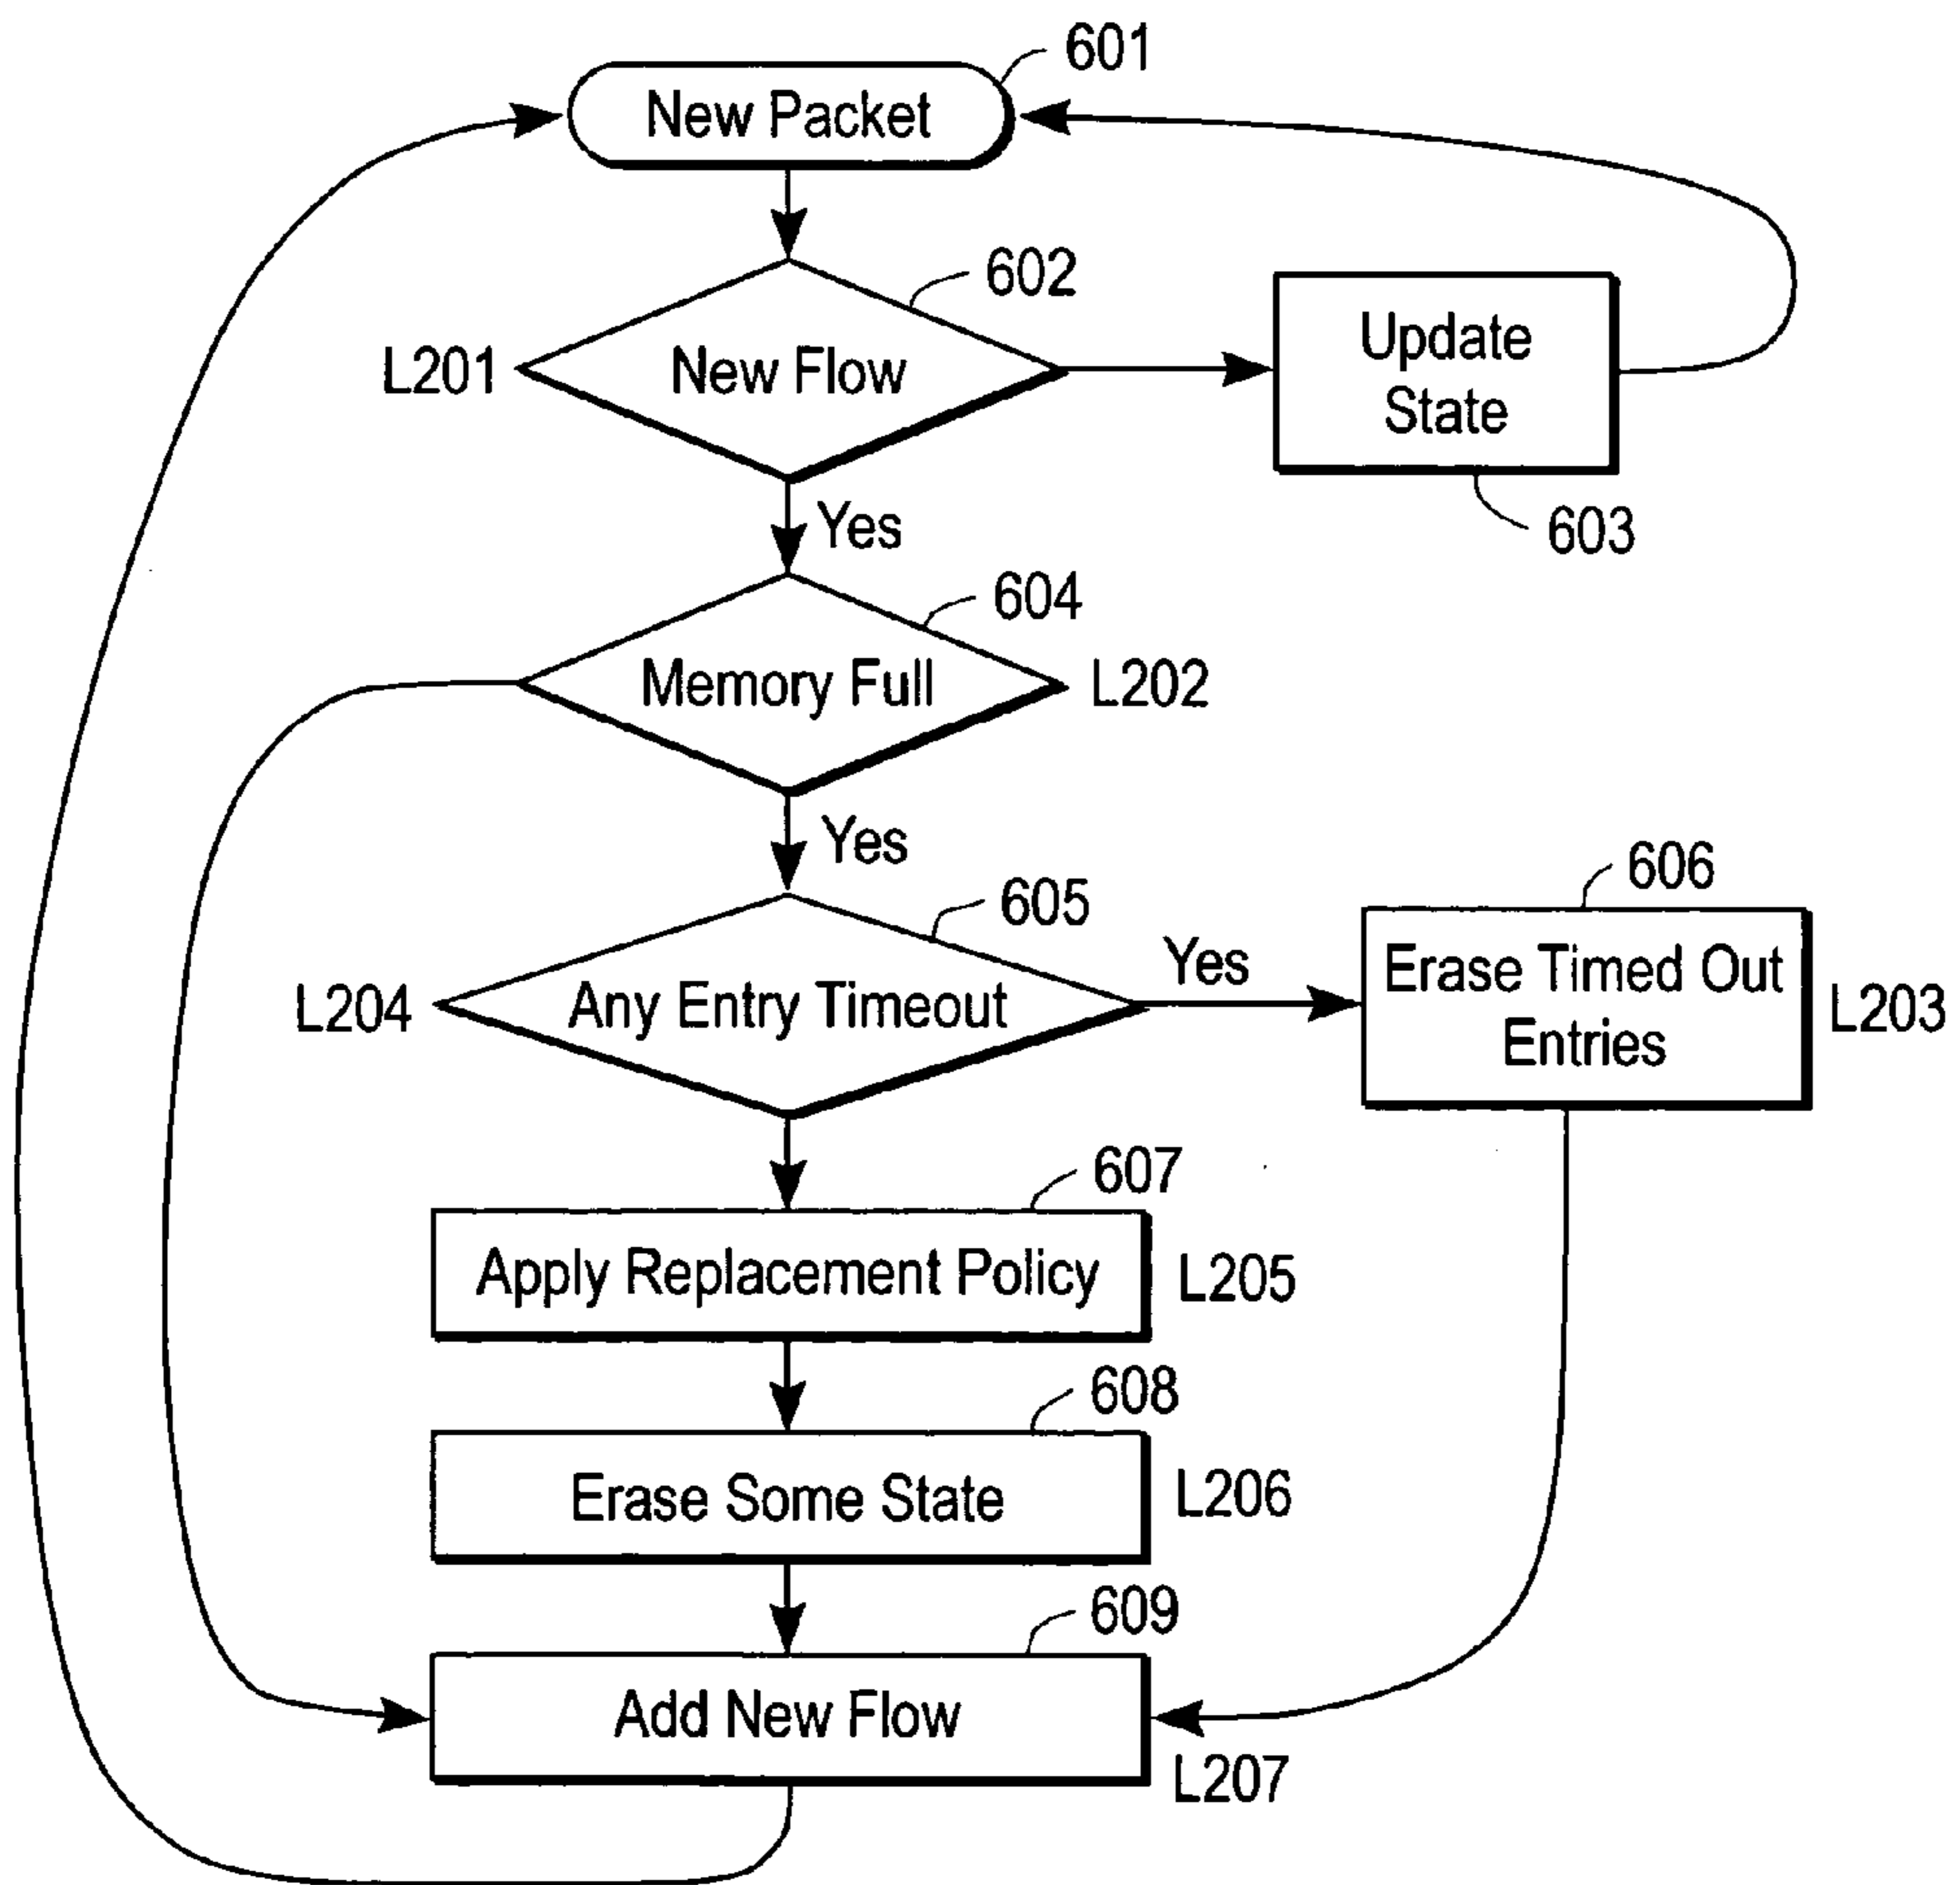 601
New Packet
602
L201
New Flow
Update
State
603
Yes
604
Memory Full
L202
Yes
605
606
L204
Any Entry Timeout
Yes
Erase Timed Out
Entries
L203
607
Apply Replacement Policy
L205
608
Erase Some State
L206
609
Add New Flow
L207